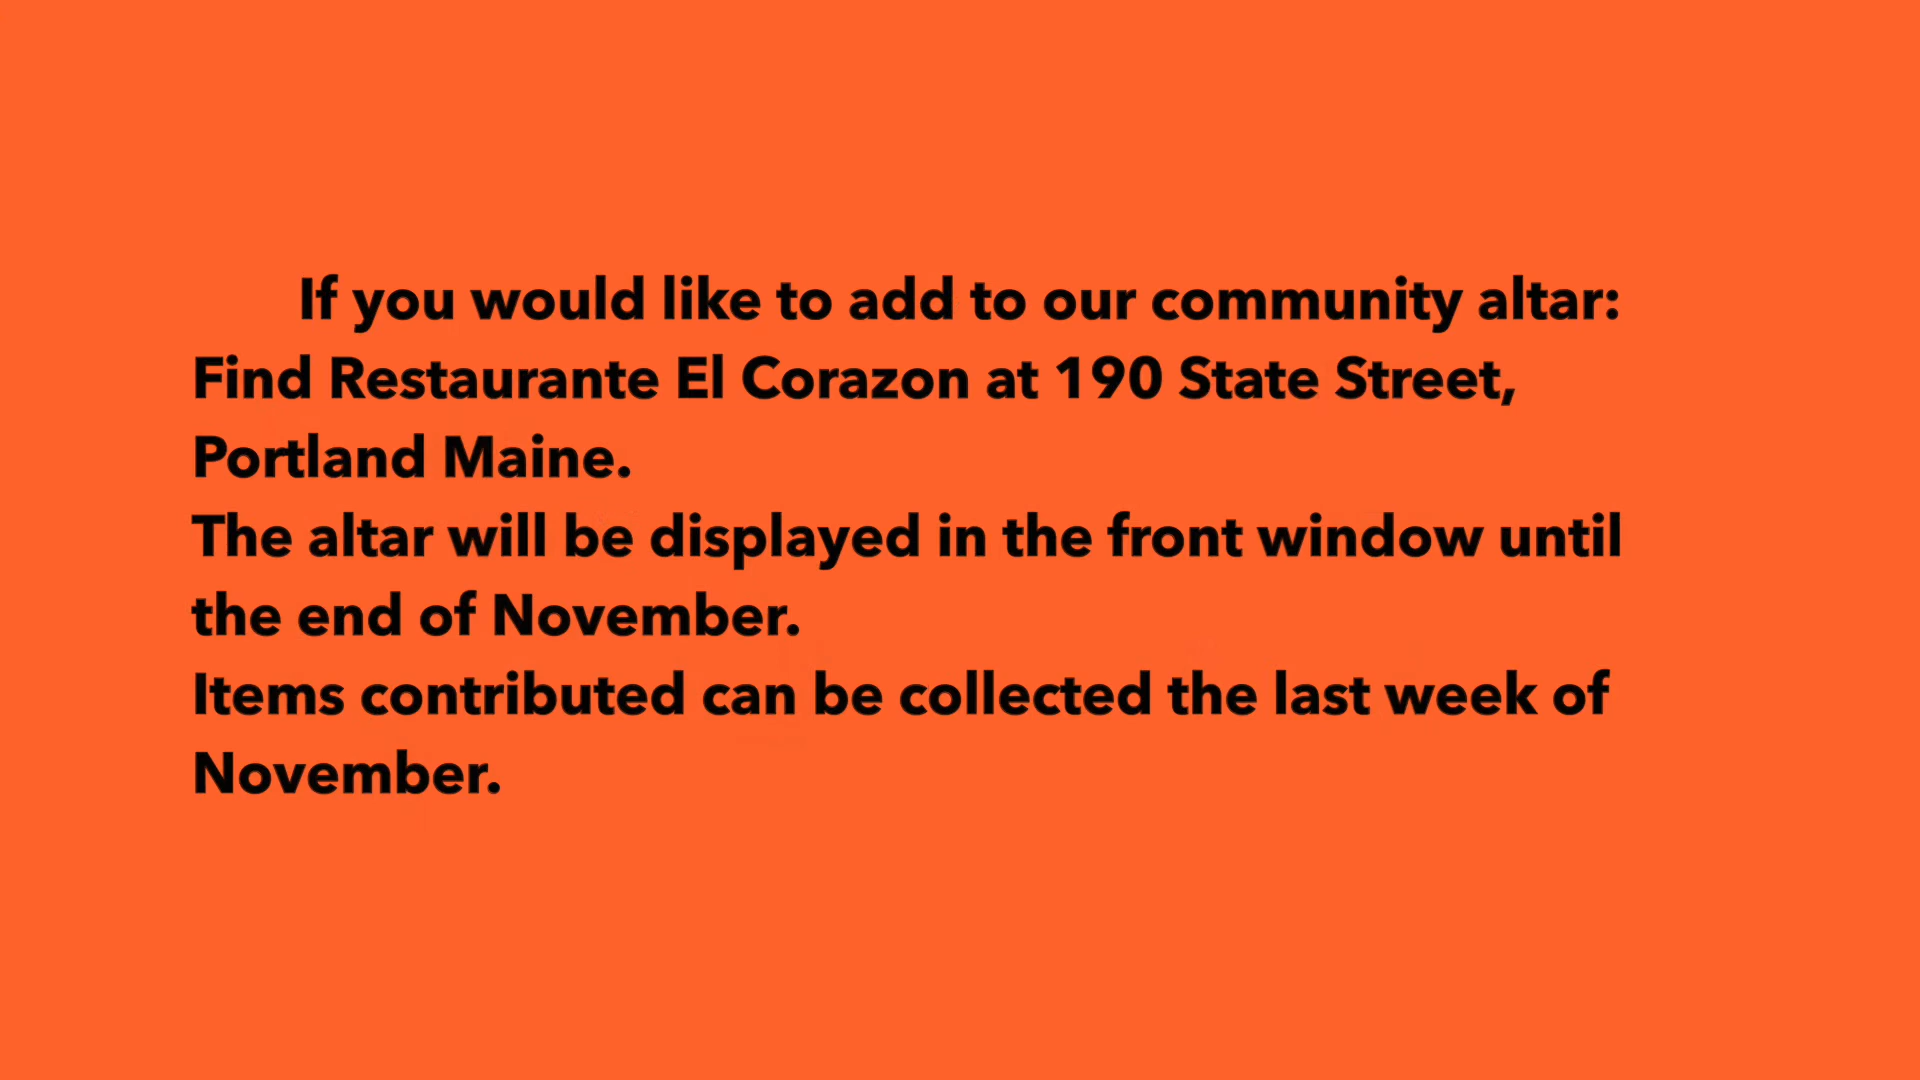 If you would like to add to our community altar:
Find Restaurante El Corazon at 190 State Street,
Portland Maine.
The altar will be displayed in the front window until
the end of November.
Items contributed can be collected the last week of
November.